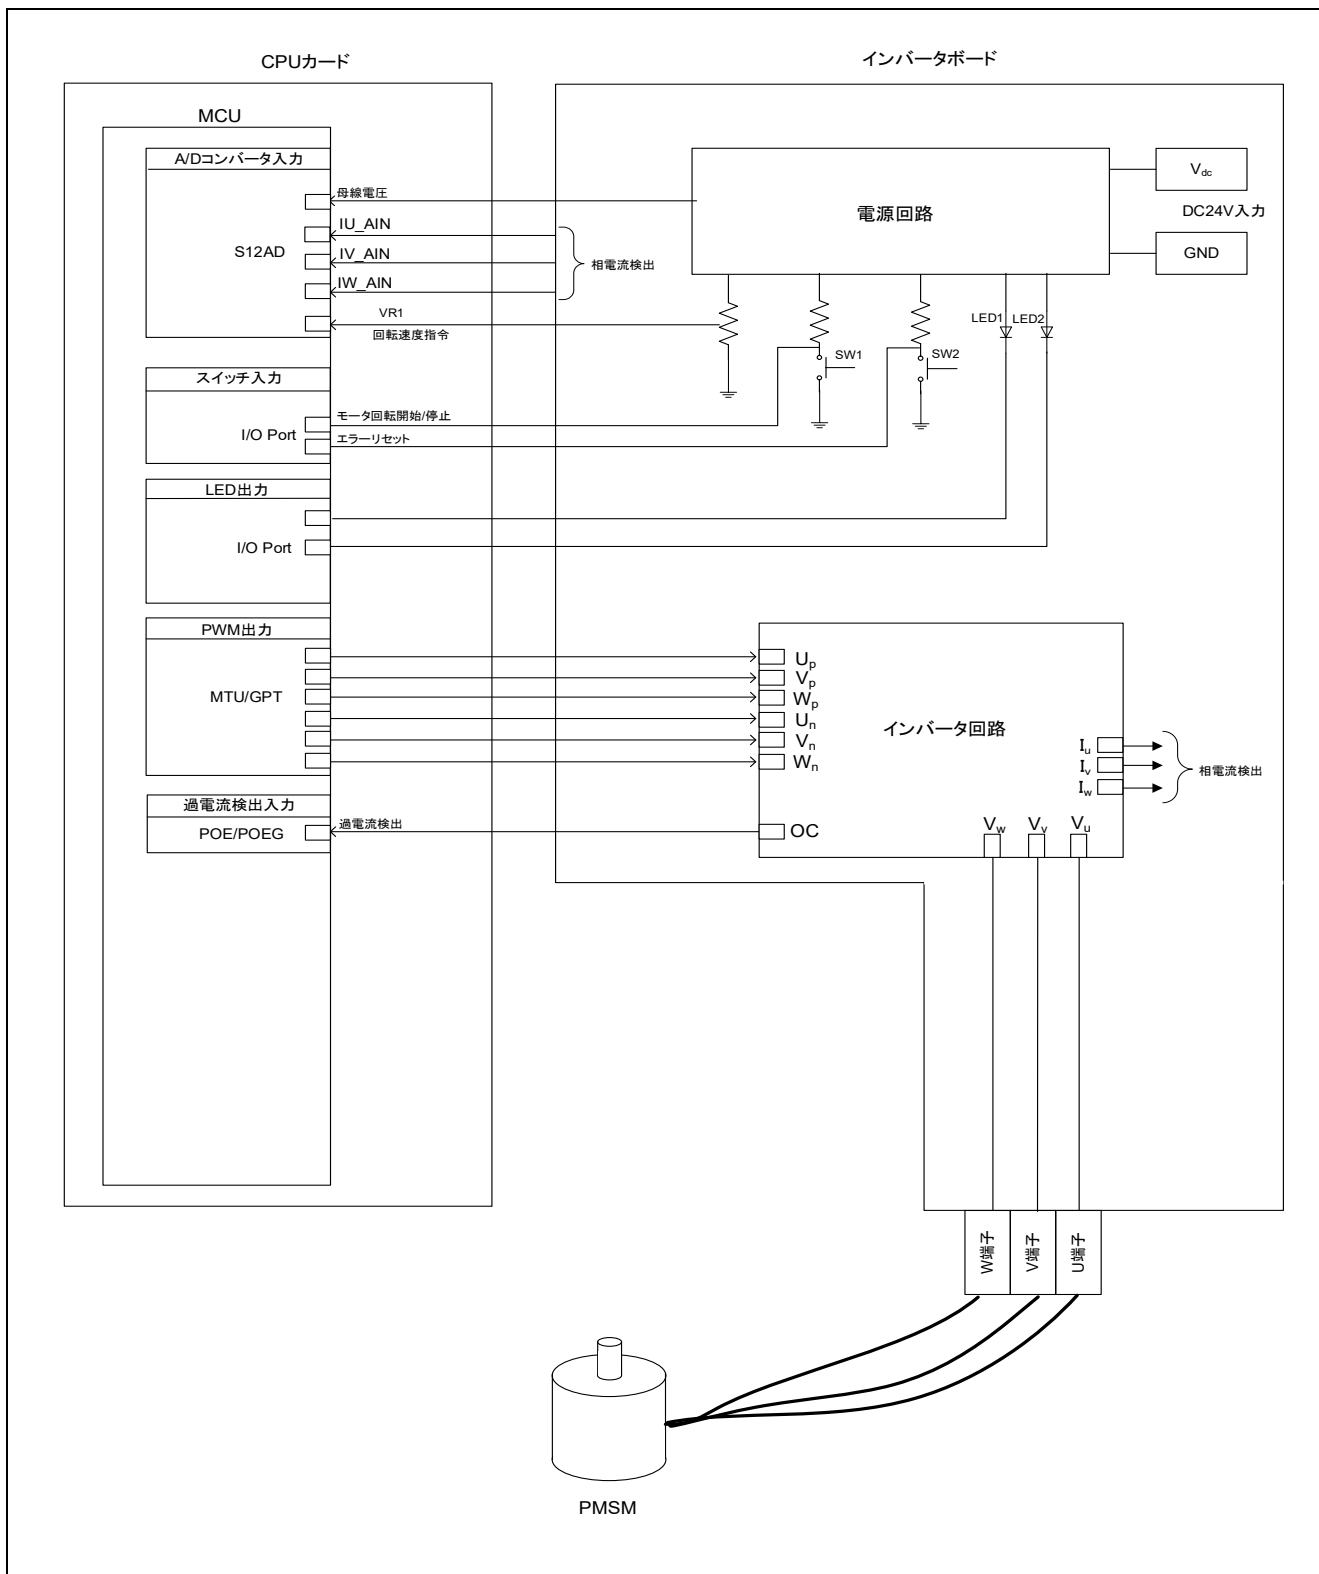 CPUカード
インバータボード
MCU
A/Dコンバータ入力
S12AD
母線電圧
IU_AIN
IV_AIN
IW_AIN
相電流検出
VR1
回転速度指令
電源回路
Vdc
DC24V入力
GND
LED1
LED2
SW1
SW2
スイッチ入力
I/O Port
モータ回転開始/停止
エラーリセット
LED出力
I/O Port
PWM出力
MTU/GPT
Up
Vp
Wp
Un
Vn
Wn
インバータ回路
Iu
Iv
Iw
相電流検出
過電流検出入力
POE/POEG
過電流検出
OC
Vw
Vv
Vu
W端子
V端子
U端子
PMSM